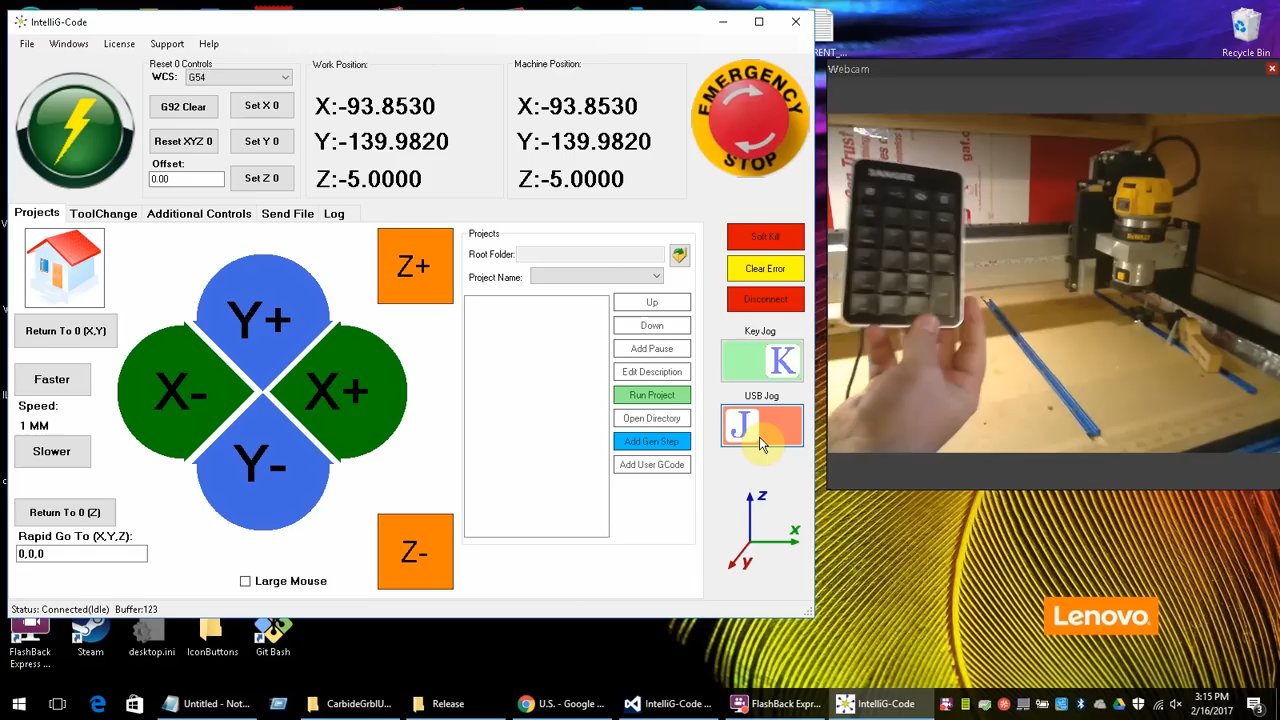 IntelliG-Code
File
Windows
License
Support
Help
Reset 0 Controls
WCS: G54
G92 Clear
Set X 0
Reset XYZ 0
Set Y 0
Offset:
0.00
Set Z 0
Work Position:
X:-93.8530
Y:-139.9820
Z:-5.0000
Machine Position:
X:-93.8530
Y:-139.9820
Z:-5.0000
EMERGENCY
STOP
Projects
ToolChange
Additional Controls
Send File
Log
Return To 0 (X,Y)
Faster
Speed:
1 MM
Slower
Return To 0 (Z)
Rapid Go To (X,Y,Z):
0,0,0
Y+
X-
X+
Y-
Z+
Z-
Large Mouse
Projects
Root Folder:
Project Name:
Up
Down
Add Pause
Edit Description
Run Project
Open Directory
Add Gen Step
Add User GCode
Soft Kill
Clear Error
Disconnect
Key Jog
K
USB Jog
J
z
x
y
Status: Connected(Idle) Buffer:123
Recycle Bin
Webcam
gaf.com
Lenovo
FlashBack
Express ...
Steam
desktop.ini
IconButtons
Git Bash
Untitled - Not...
CarbideGrblU...
Release
U.S. - Google ...
IntelliG-Code ...
FlashBack Expr...
IntelliG-Code
3:15 PM
2/16/2017